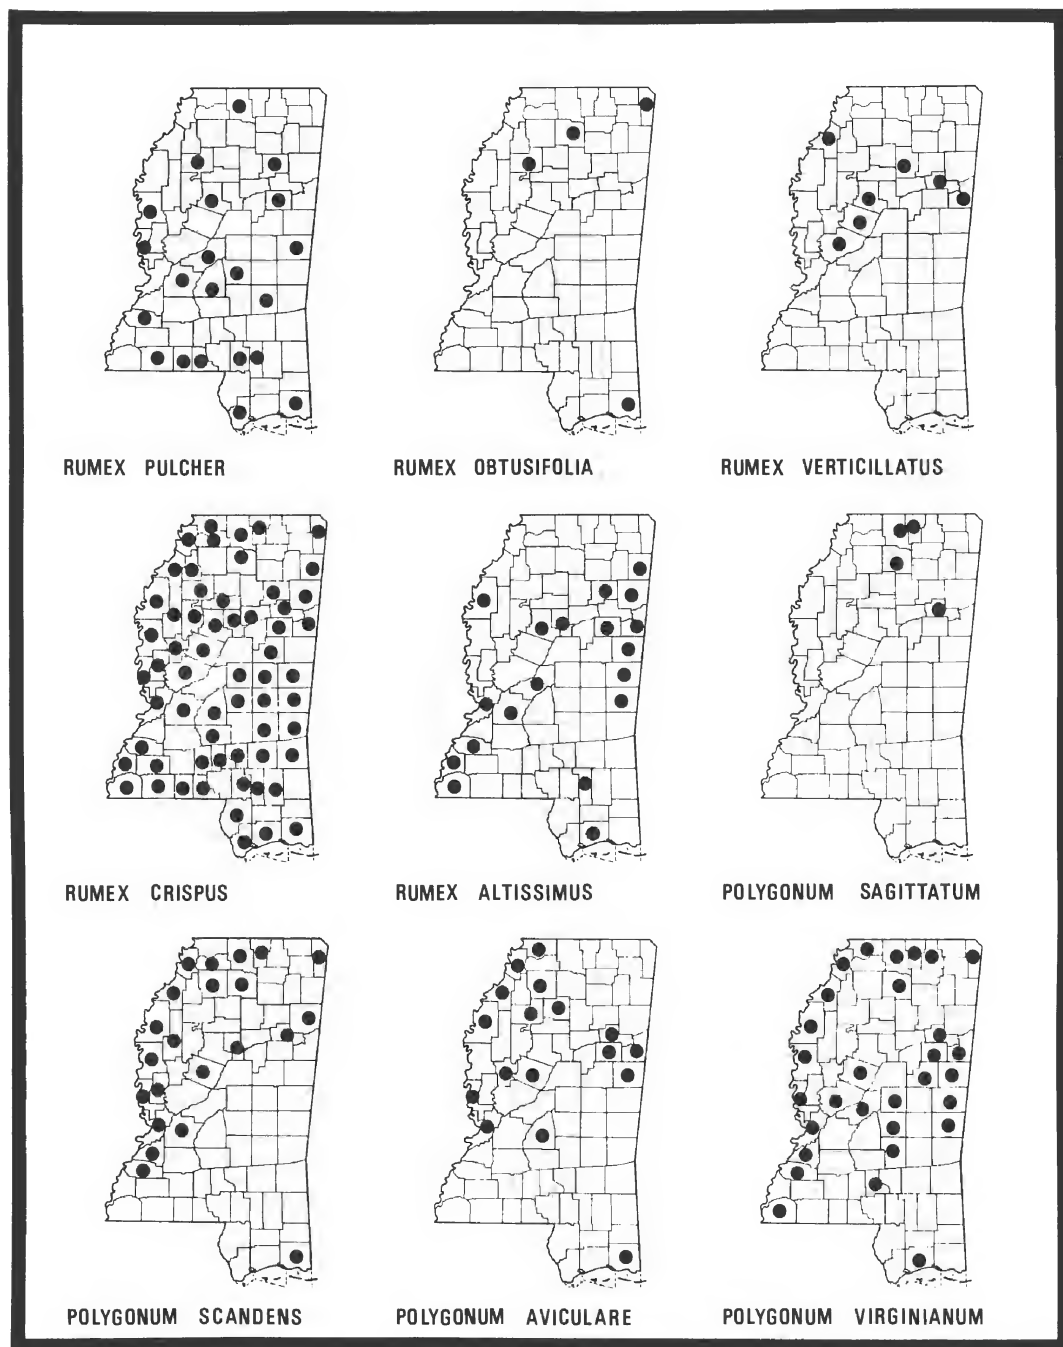 RUMEX PULCHER
RUMEX OBTUSIFOLIA
RUMEX VERTICILLATUS
RUMEX CRISPUS
RUMEX ALTISSIMUS
POLYGONUM SAGITTATUM
POLYGONUM SCANDENS
POLYGONUM AVICULARE
POLYGONUM VIRGINIANUM